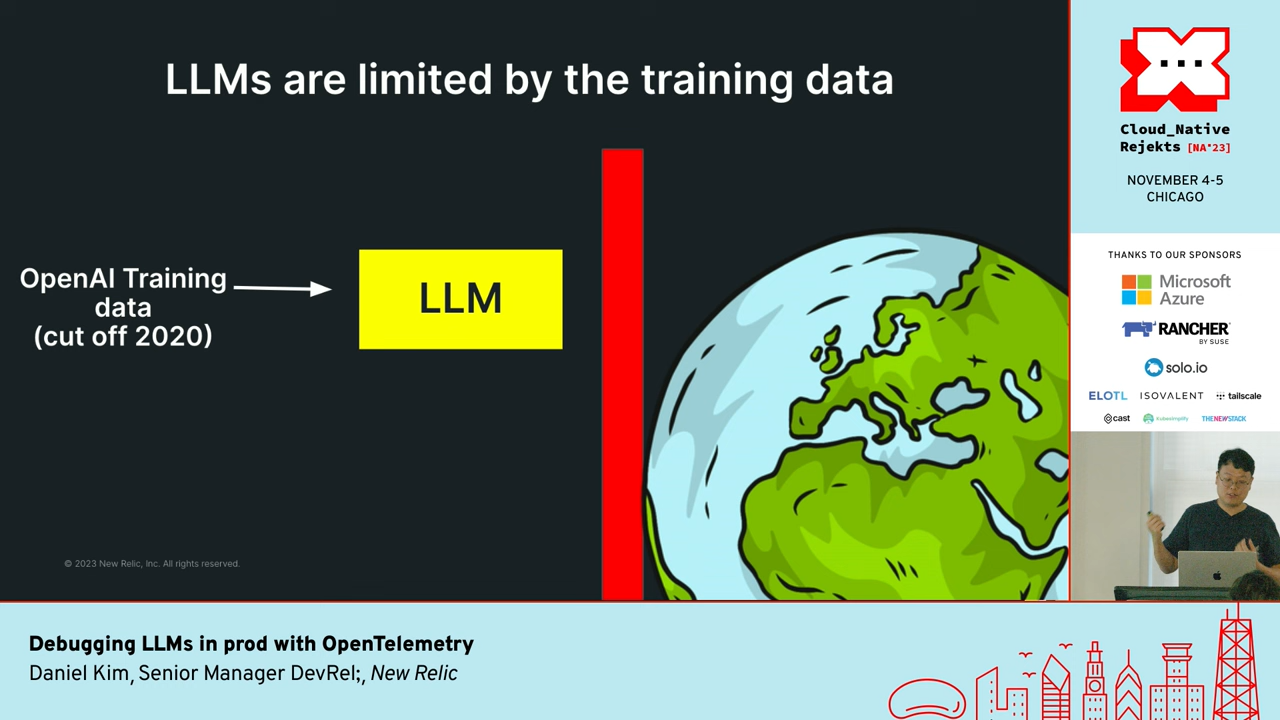 LLMs are limited by the training data
OpenAI Training
data
(cut off 2020)
LLM
© 2023 New Relic, Inc. All rights reserved.
Cloud_Native
Rejekts [NA'23]
NOVEMBER 4-5
CHICAGO
THANKS TO OUR SPONSORS
Microsoft
Azure
RANCHER
BY SUSE
solo.io
ELOTL ISOVALENT tailscale
cast Kubesimplify THENEWSTACK
Debugging LLMs in prod with OpenTelemetry
Daniel Kim, Senior Manager DevRel;, New Relic